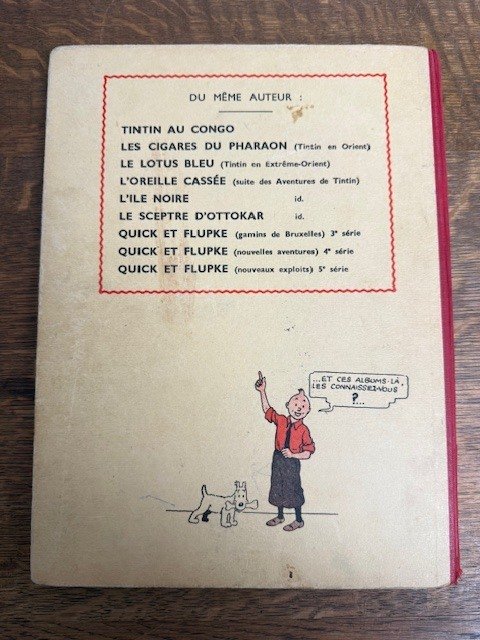 DU MÊME AUTEUR :
TINTIN AU CONGO
LES CIGARES DU PHARAON (Tintin en Orient)
LE LOTUS BLEU (Tintin en Extrême-Orient)
L'OREILLE CASSÉE (suite des Aventures de Tintin)
L'ILE NOIRE id.
LE SCEPTRE D'OTTOKAR id.
QUICK ET FLUPKE (gamins de Bruxelles) 3e série
QUICK ET FLUPKE (nouvelles aventures) 4e série
QUICK ET FLUPKE (nouveaux exploits) 5e série
...ET CES ALBUMS-LÀ,
LES CONNAISSEZ-VOUS
?...